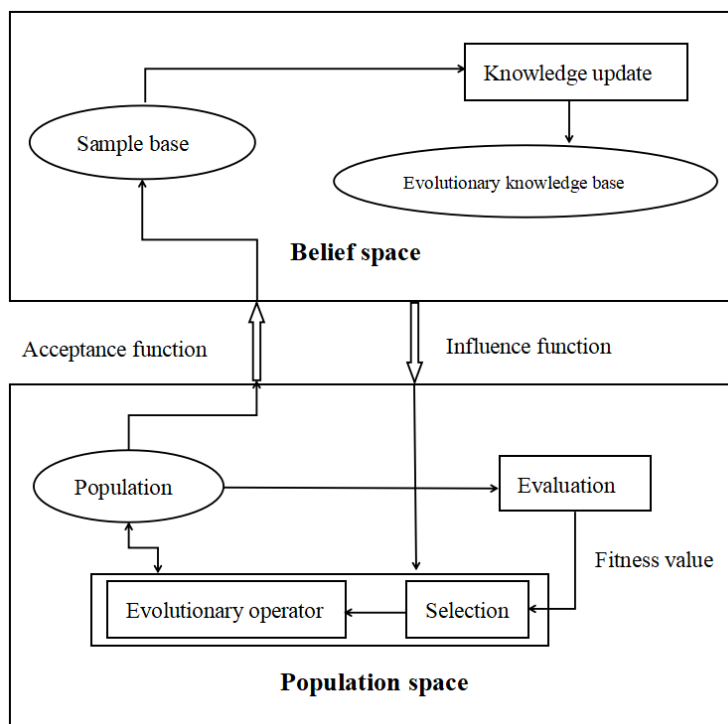 Knowledge update
Sample base
Evolutionary knowledge base
Belief space
Acceptance function
Influence function
Population
Evaluation
Fitness value
Evolutionary operator
Selection
Population space